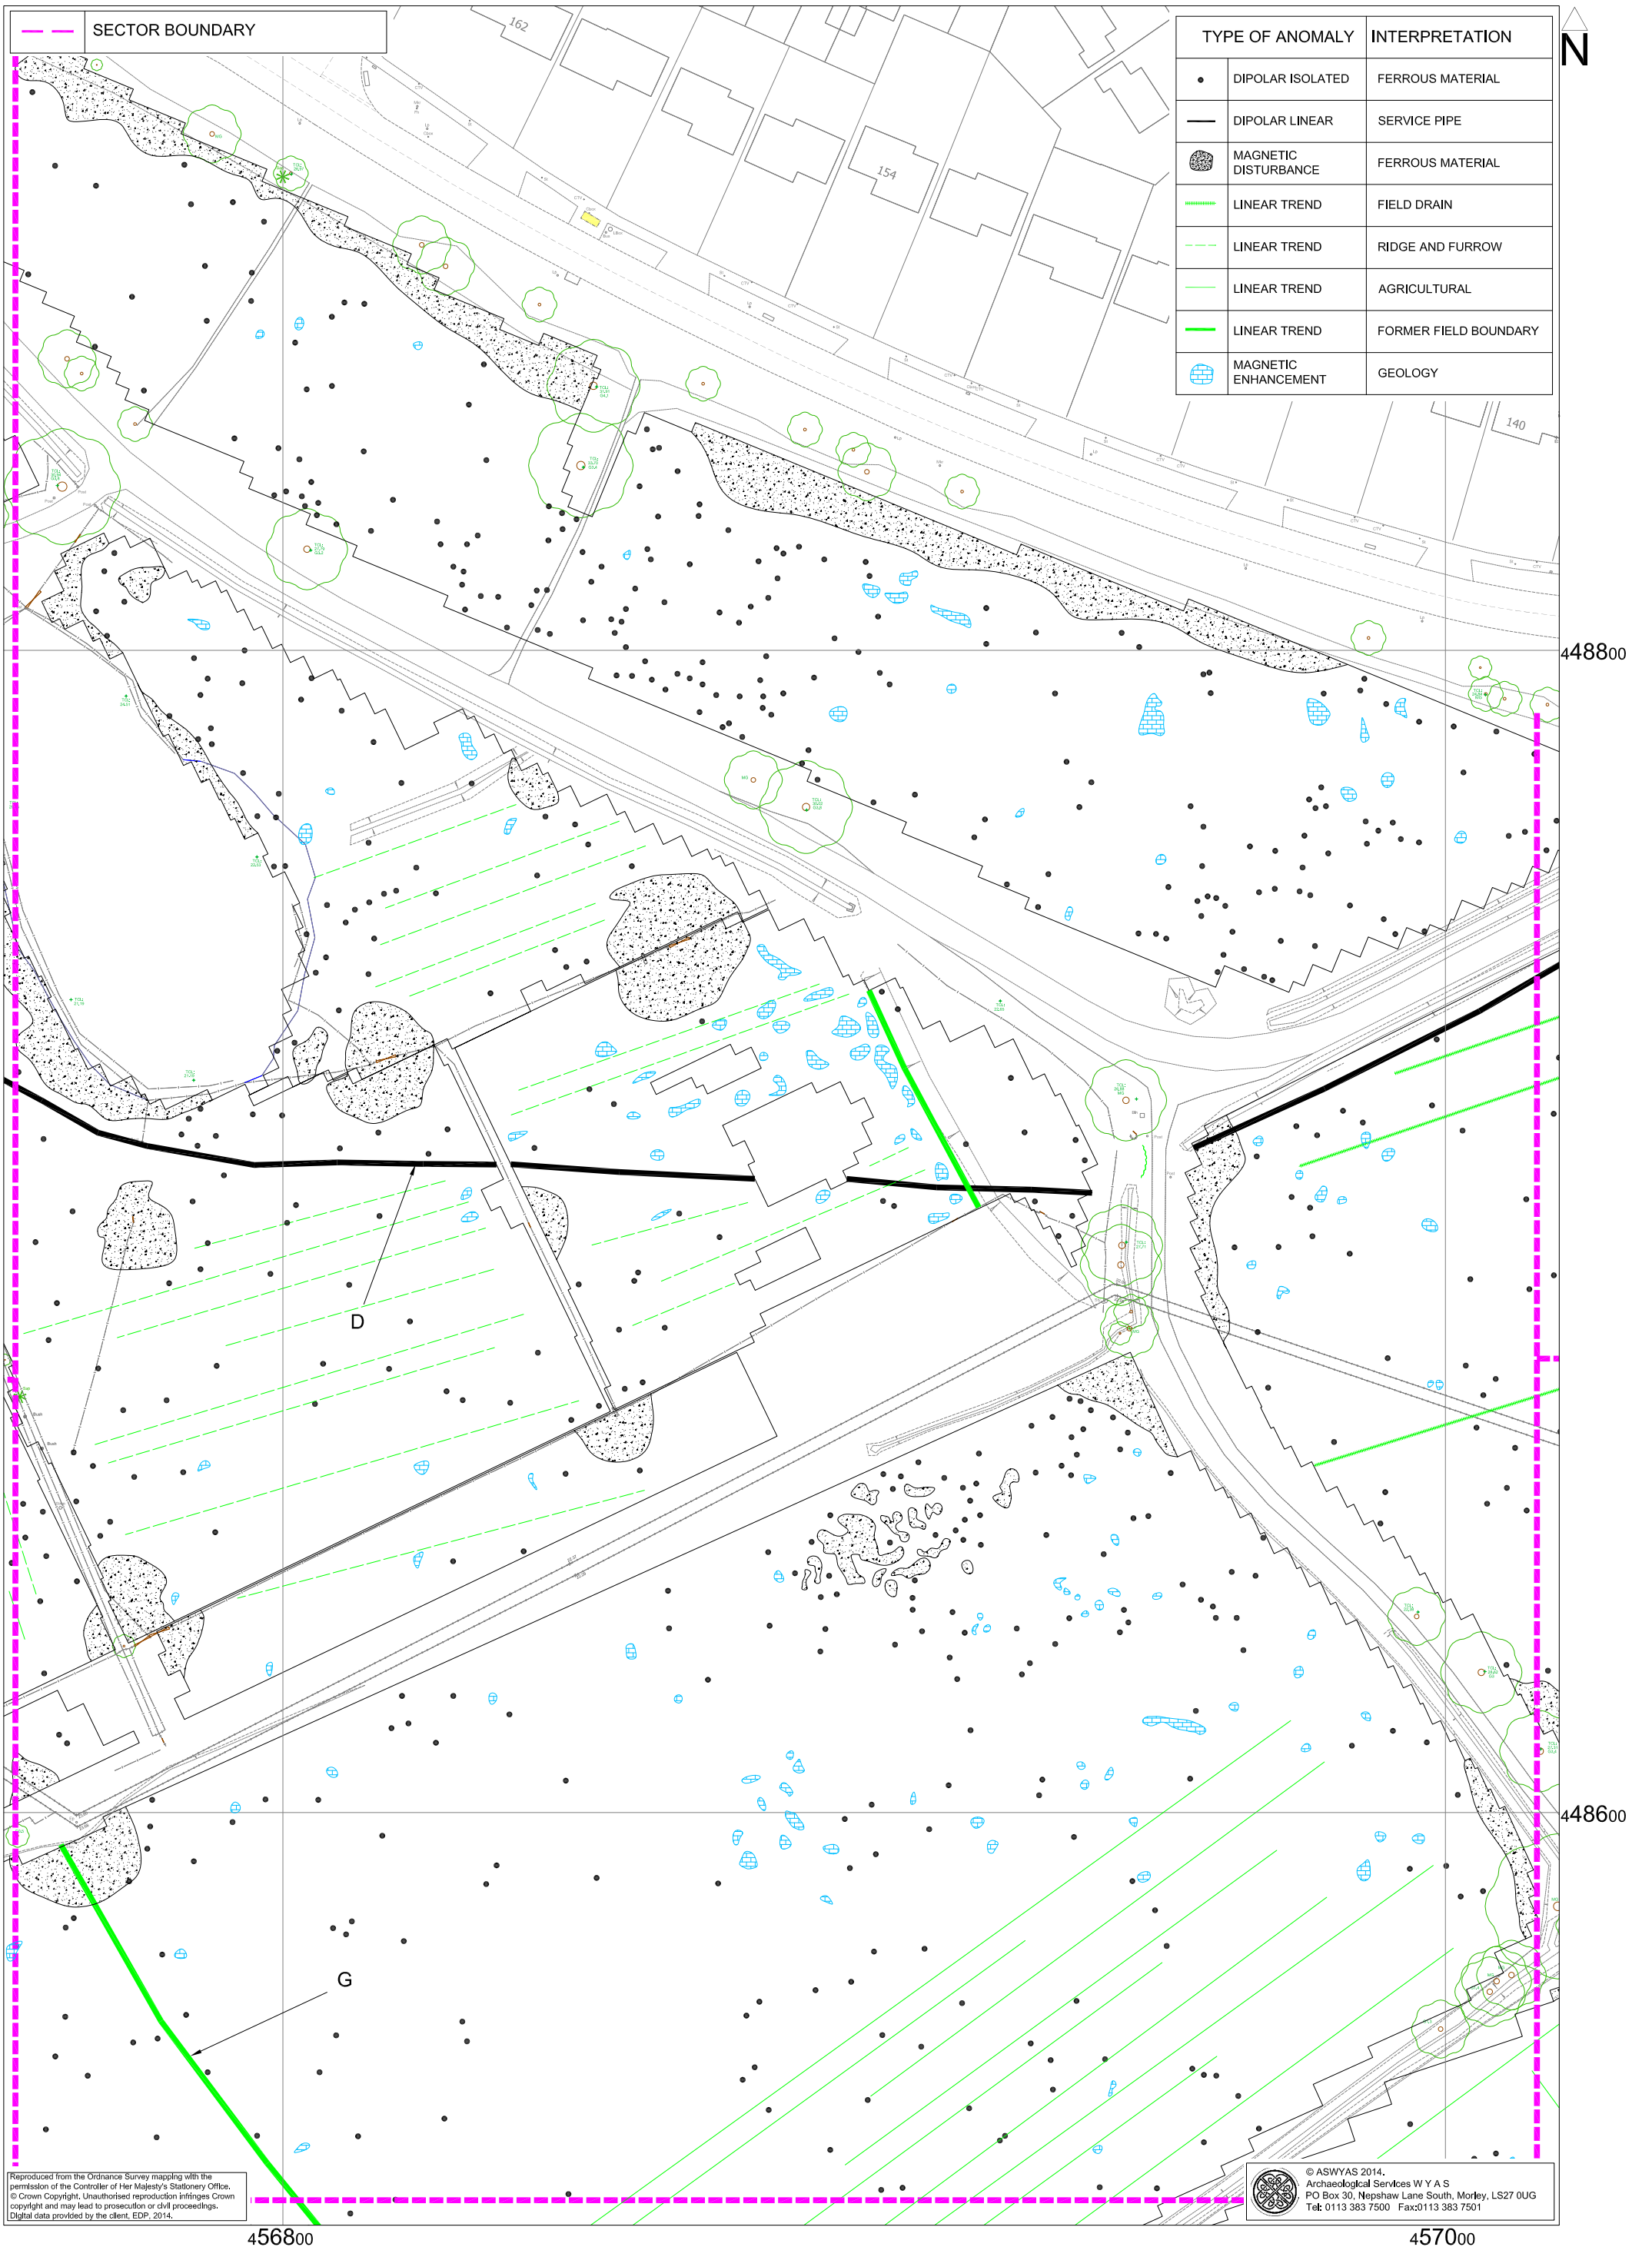 SECTOR BOUNDARY
TYPE OF ANOMALY INTERPRETATION
DIPOLAR ISOLATED FERROUS MATERIAL
DIPOLAR LINEAR SERVICE PIPE
MAGNETIC
DISTURBANCE FERROUS MATERIAL
LINEAR TREND FIELD DRAIN
LINEAR TREND RIDGE AND FURROW
LINEAR TREND AGRICULTURAL
LINEAR TREND FORMER FIELD BOUNDARY
MAGNETIC
ENHANCEMENT GEOLOGY
N
162
154
140
448800
D
448600
G
Reproduced from the Ordnance Survey mapping with the
permission of the Controller of Her Majesty's Stationery Office.
© Crown Copyright. Unauthorised reproduction infringes Crown
copyright and may lead to prosecution or civil proceedings.
Digital data provided by the client, EDP, 2014.
© ASWYAS 2014.
Archaeological Services W Y A S
PO Box 30, Nepshaw Lane South, Morley, LS27 0UG
Tel: 0113 383 7500 Fax:0113 383 7501
456800
457000